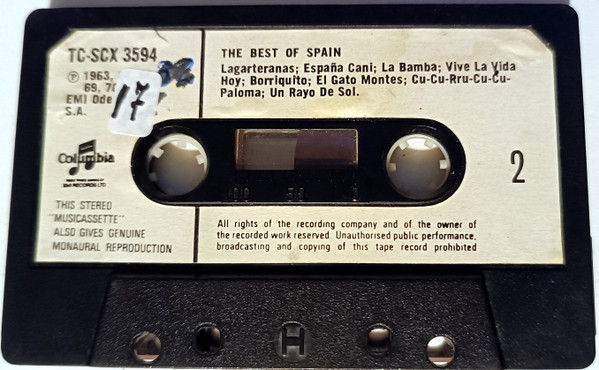 TC-SCX 3594
℗ 1963,
69, 70
EMI Ode
S.A.
17
Columbia
EMI RECORDS LTD
THIS STEREO
"MUSICASSETTE"
ALSO GIVES GENUINE
MONAURAL REPRODUCTION
THE BEST OF SPAIN
Lagarteranas; España Cani; La Bamba; Vive La Vida
Hoy; Borriquito; El Gato Montes; Cu-Cu-Rru-Cu-Cu-
Paloma; Un Rayo De Sol.
100 50
2
All rights of the recording company and of the owner of
the recorded work reserved. Unauthorised public performance,
broadcasting and copying of this tape record prohibited
H